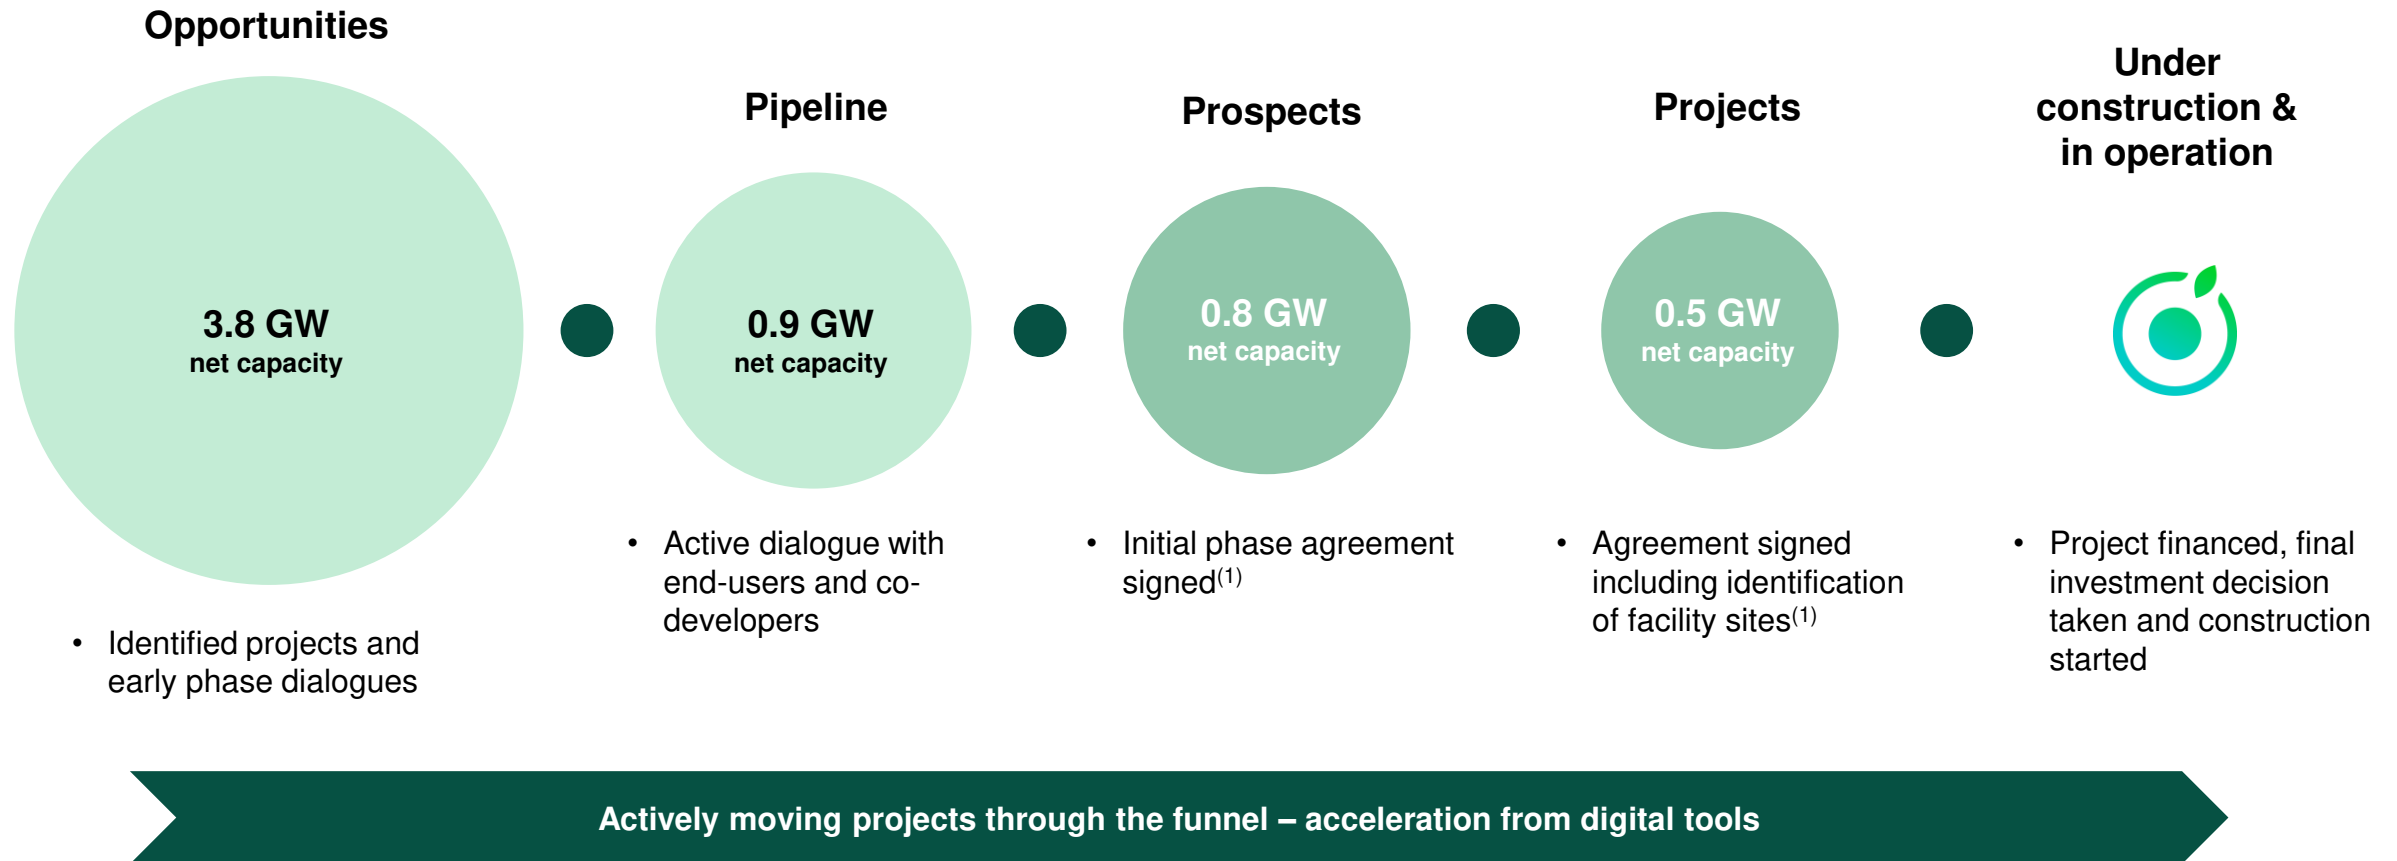 Opportunities
3.8 GW
net capacity
• Identified projects and
early phase dialogues
Pipeline
0.9 GW
net capacity
• Active dialogue with
end-users and co-
developers
Prospects
0.8 GW
net capacity
• Initial phase agreement
signed(1)
Projects
0.5 GW
net capacity
• Agreement signed
including identification
of facility sites(1)
Under
construction &
in operation
• Project financed, final
investment decision
taken and construction
started
Actively moving projects through the funnel – acceleration from digital tools